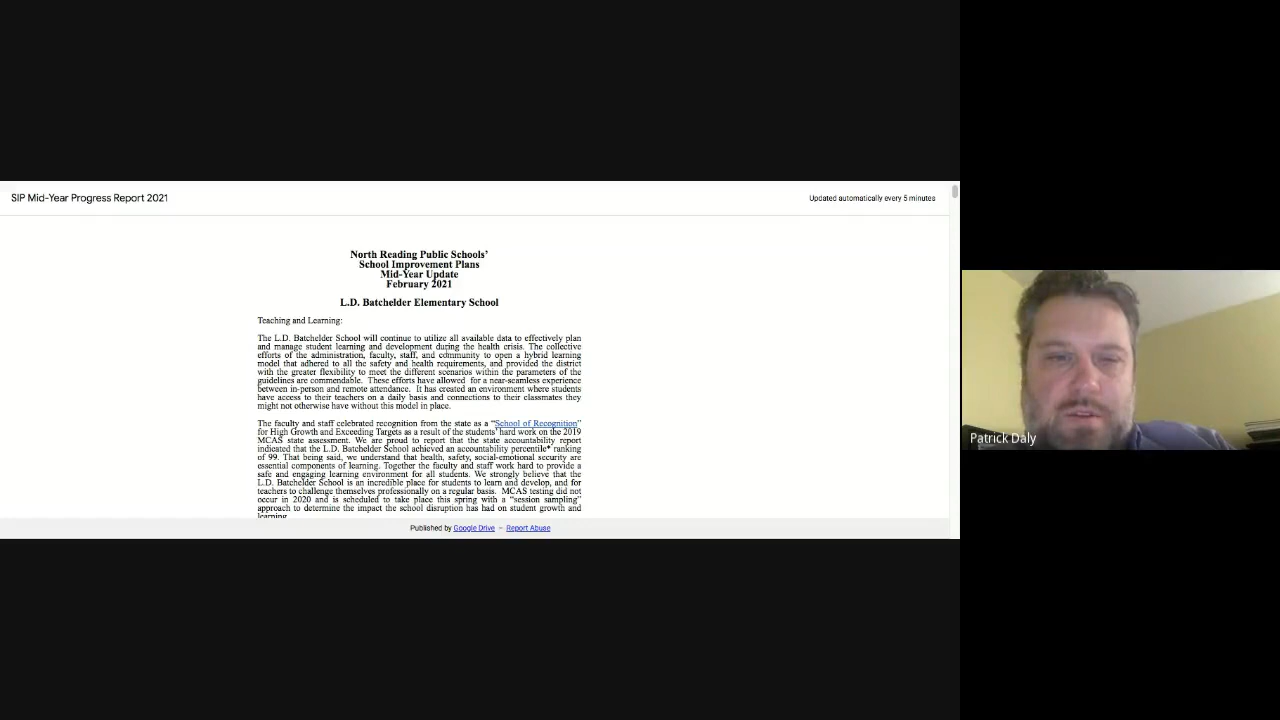 SIP Mid-Year Progress Report 2021
Updated automatically every 5 minutes
North Reading Public Schools'
School Improvement Plans
Mid-Year Update
February 2021
L.D. Batchelder Elementary School
Teaching and Learning:
The L.D. Batchelder School will continue to utilize all available data to effectively plan
and manage student learning and development during the health crisis. The collective
efforts of the administration, faculty, staff, and community to open a hybrid learning
model that adhered to all the safety and health requirements, and provided the district
with the greater flexibility to meet the different scenarios within the parameters of the
guidelines are commendable. These efforts have allowed for a near-seamless experience
between in-person and remote attendance. It has created an environment where students
have access to their teachers on a daily basis and connections to their classmates they
might not otherwise have without this model in place.
The faculty and staff celebrated recognition from the state as a "School of Recognition"
for High Growth and Exceeding Targets as a result of the students' hard work on the 2019
MCAS state assessment. We are proud to report that the state accountability report
indicated that the L.D. Batchelder School achieved an accountability percentile* ranking
of 99. That being said, we understand that health, safety, social-emotional security are
essential components of learning. Together the faculty and staff work hard to provide a
safe and engaging learning environment for all students. We strongly believe that the
L.D. Batchelder School is an incredible place for students to learn and develop, and for
teachers to challenge themselves professionally on a regular basis. MCAS testing did not
occur in 2020 and is scheduled to take place this spring with a "session sampling"
approach to determine the impact the school disruption has had on student growth and
learning.
Published by Google Drive – Report Abuse
Patrick Daly